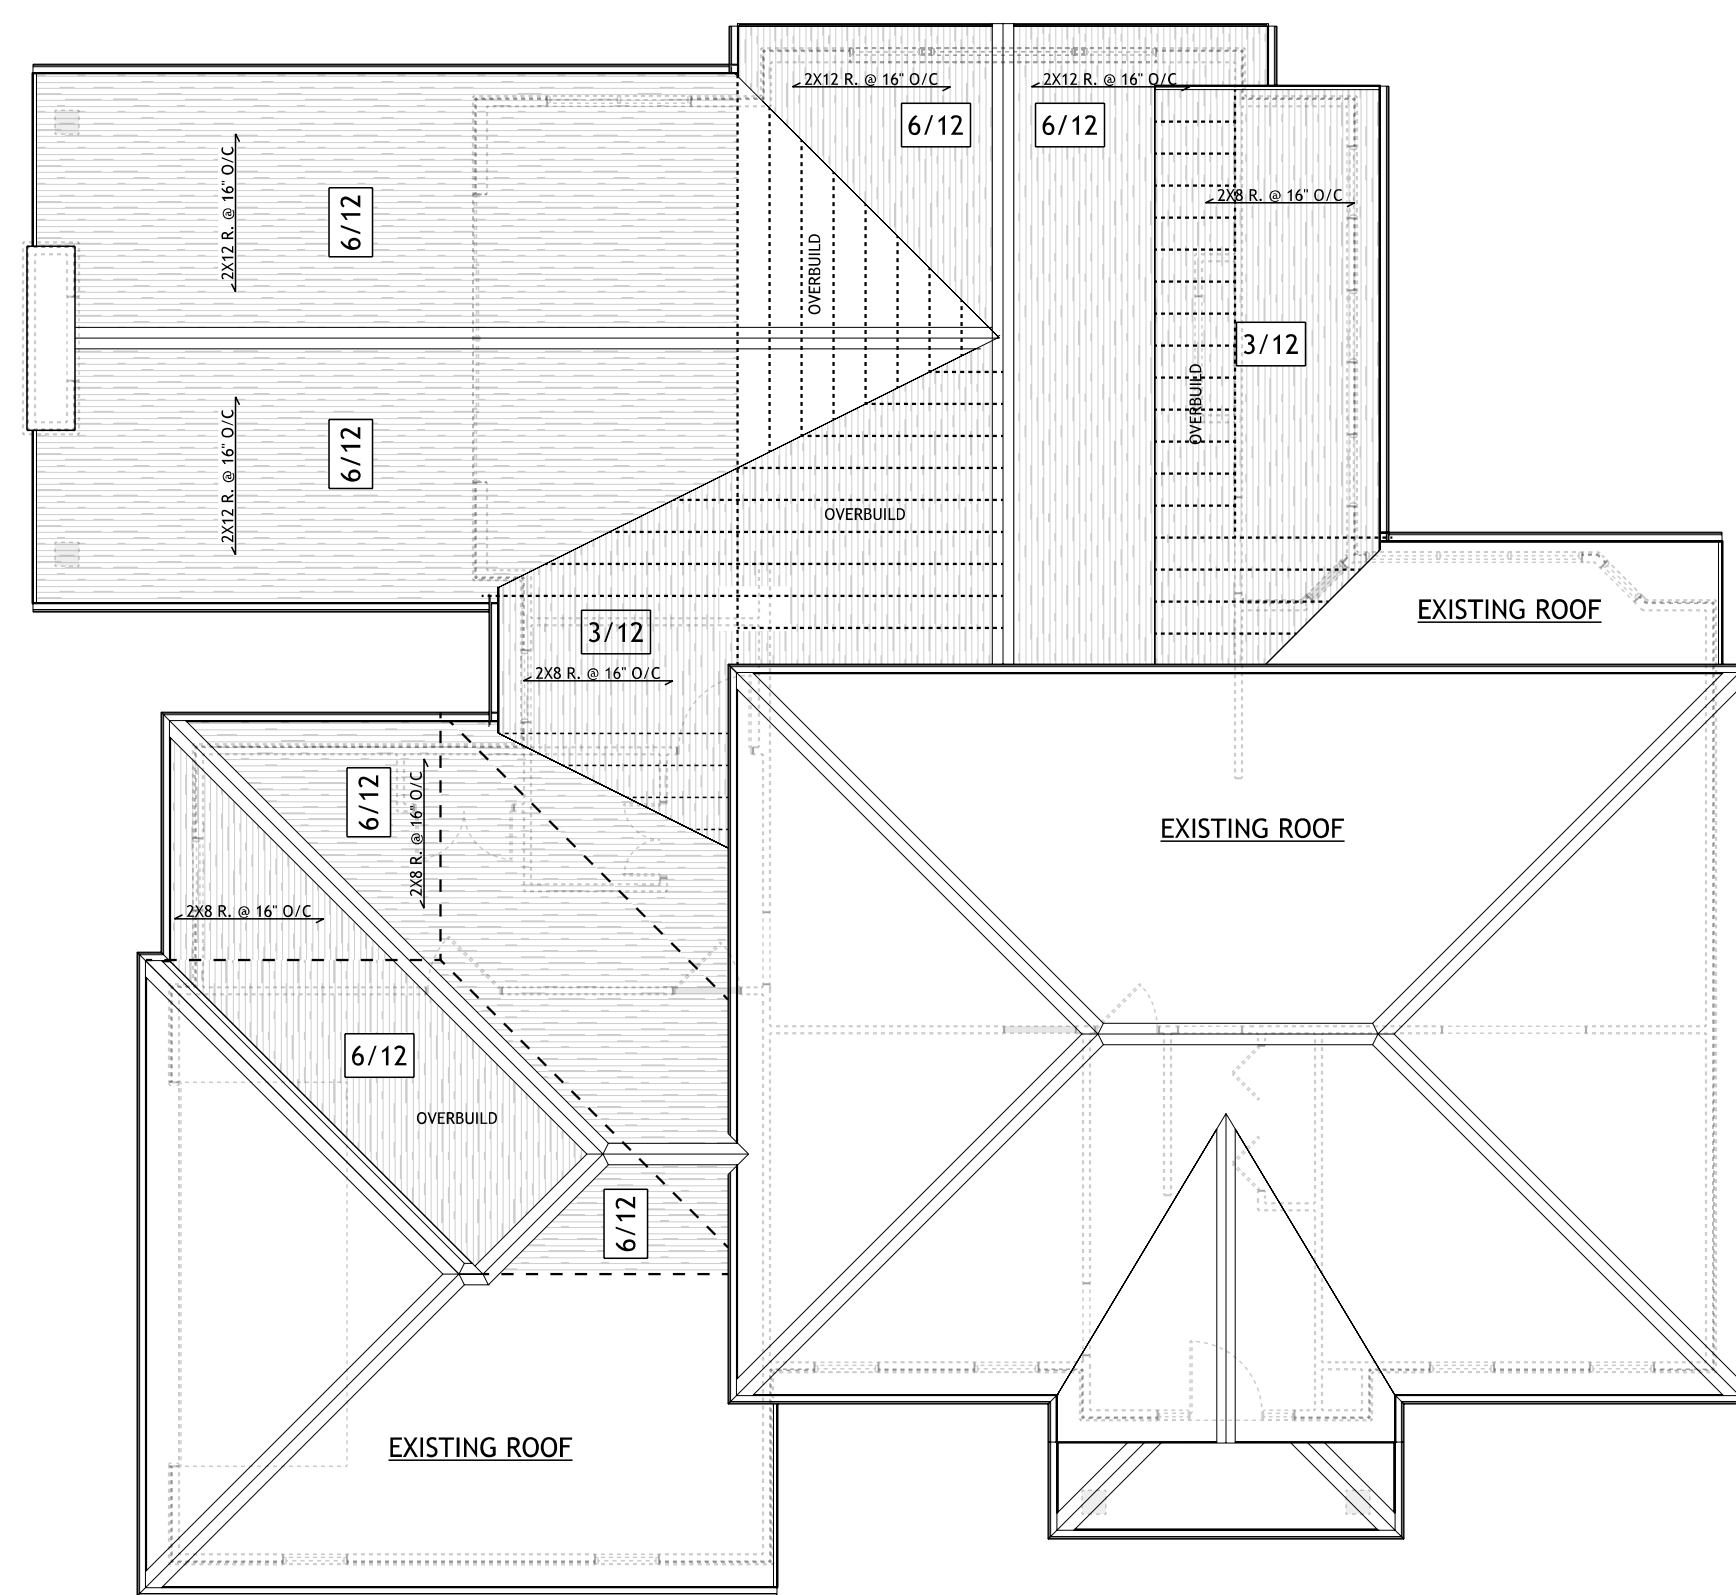 2X12 R. @ 16" O/C
2X12 R. @ 16" O/C
6/12
6/12
2X12 R. @ 16" O/C
6/12
2X8 R. @ 16" O/C
OVERBUILD
3/12
OVERBUILD
2X12 R. @ 16" O/C
6/12
OVERBUILD
EXISTING ROOF
3/12
2X8 R. @ 16" O/C
6/12
2X8 R. @ 16" O/C
EXISTING ROOF
2X8 R. @ 16" O/C
6/12
OVERBUILD
6/12
EXISTING ROOF